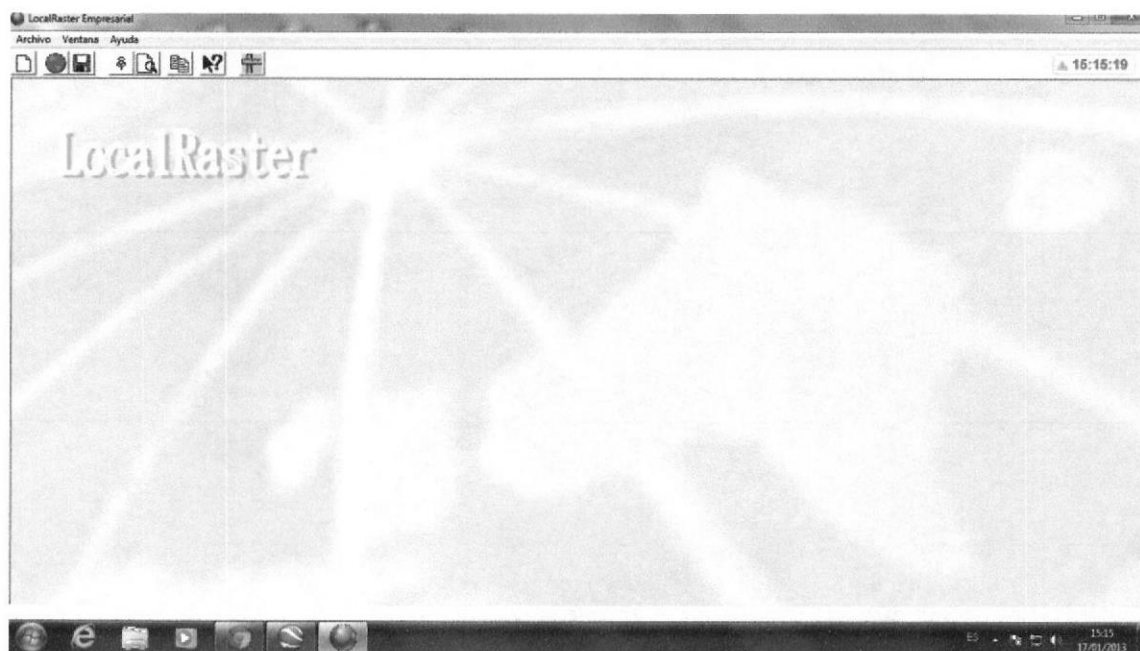 LocalRaster Empresarial
Archivo Ventana Ayuda
15:15:19
LocalRaster
ES
15:15
17/01/2013